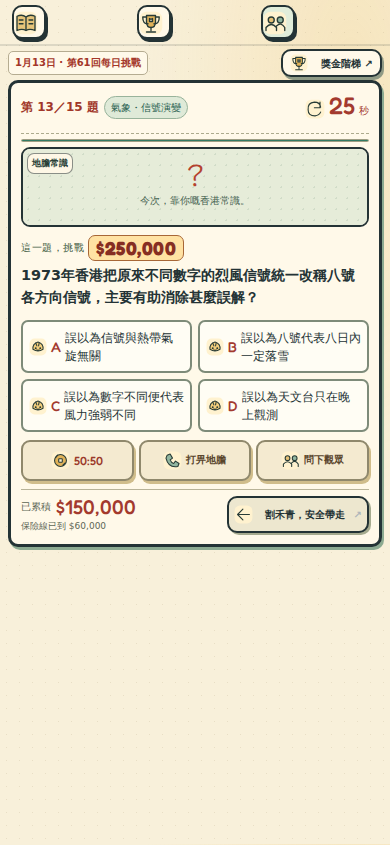 1月13日 · 第61回每日挑戰
獎金階梯 ↗
第 13／15 題
氣象 · 信號演變
25 秒
地膽常識
?
今次，靠你嘅香港常識。
這一題，挑戰 $250,000
1973年香港把原來不同數字的烈風信號統一改稱八號
各方向信號，主要有助消除甚麼誤解？
A 誤以為信號與熱帶氣
旋無關
B 誤以為八號代表八日內
一定落雪
C 誤以為數字不同便代表
風力強弱不同
D 誤以為天文台只在晚
上觀測
50:50
打畀地膽
問下觀眾
已累積 $150,000
保險線已到 $60,000
割禾青，安全帶走 ↗